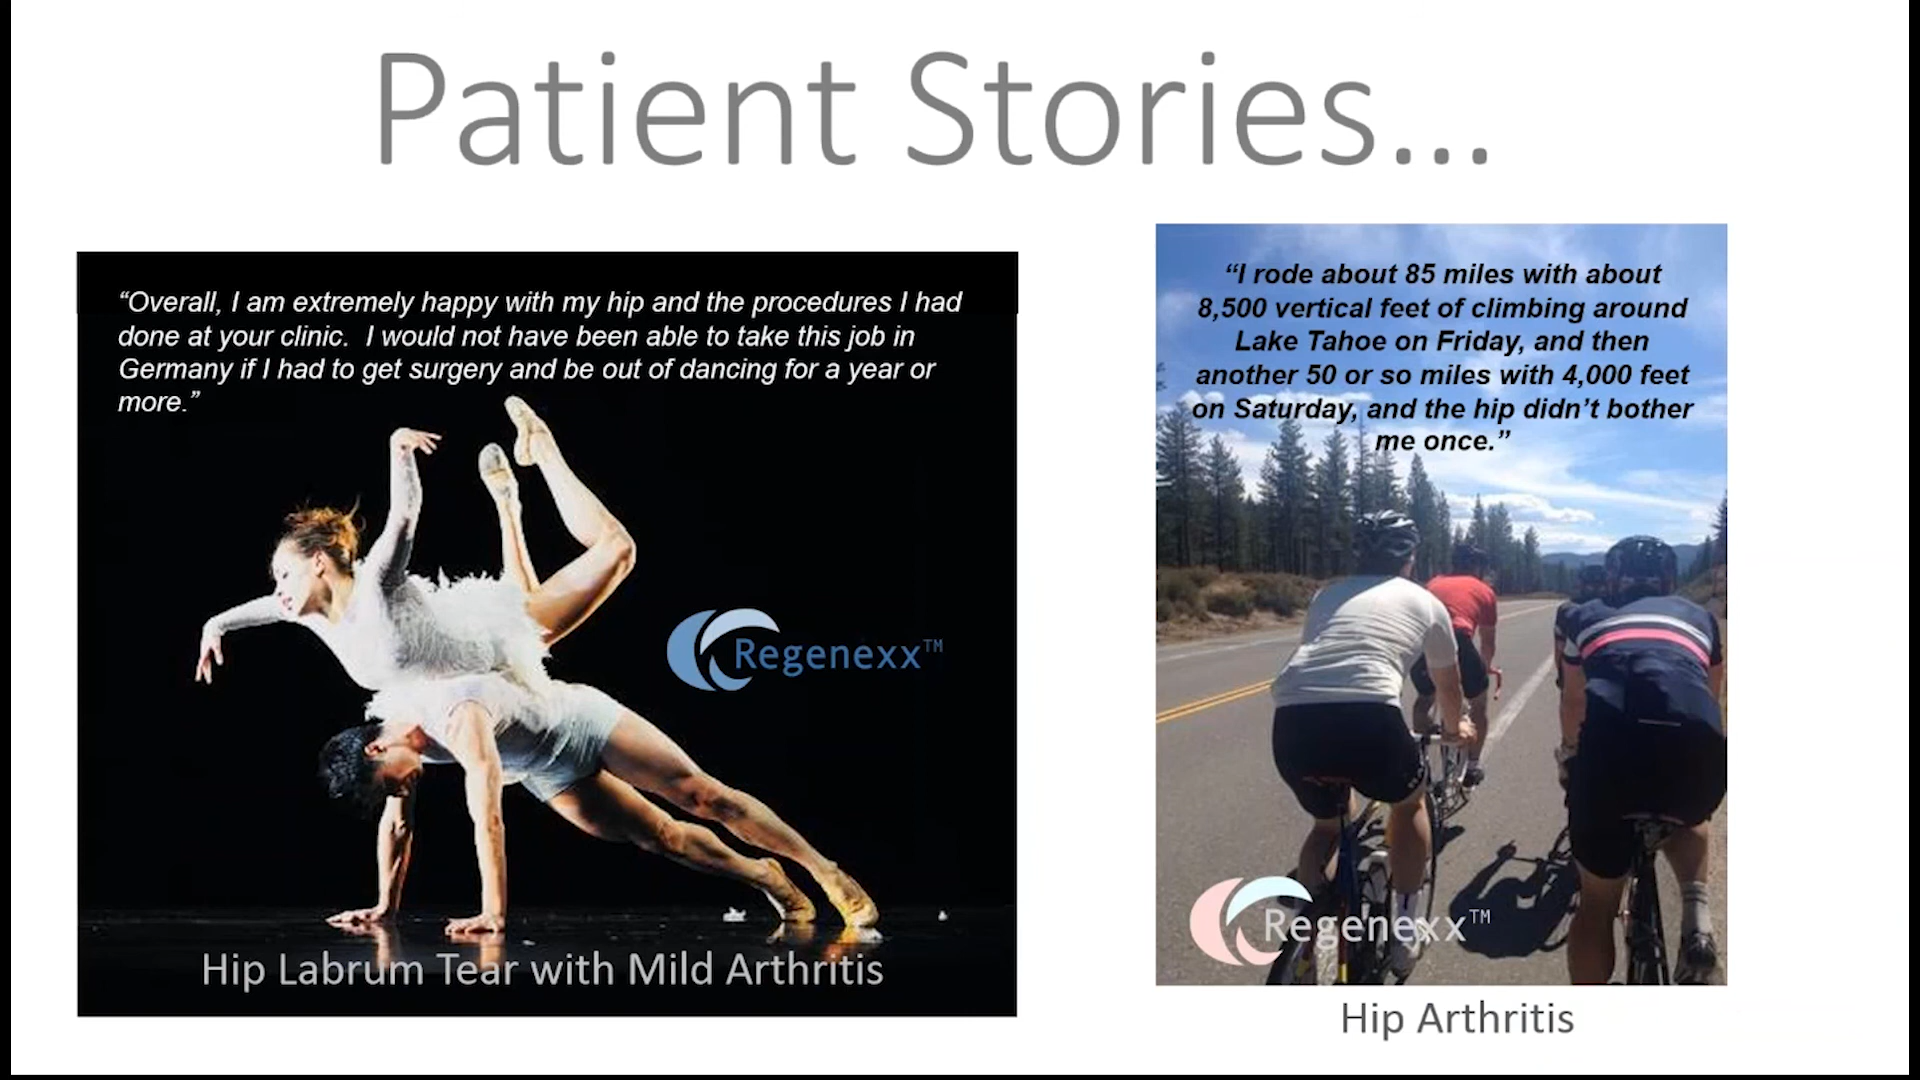 Patient Stories...
“Overall, I am extremely happy with my hip and the procedures I had
done at your clinic.  I would not have been able to take this job in
Germany if I had to get surgery and be out of dancing for a year or
more.”
Regenexx™
Hip Labrum Tear with Mild Arthritis
“I rode about 85 miles with about
8,500 vertical feet of climbing around
Lake Tahoe on Friday, and then
another 50 or so miles with 4,000 feet
on Saturday, and the hip didn’t bother
me once.”
Regenexx™
Hip Arthritis